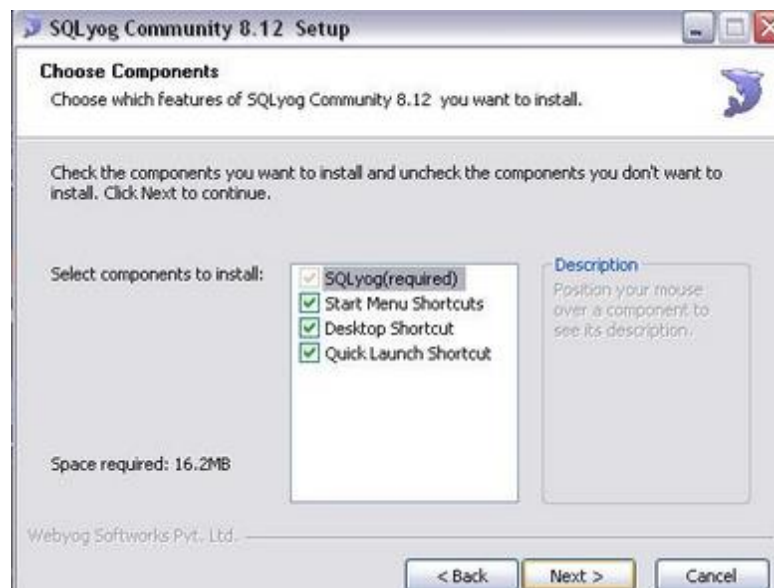 SQLyog Community 8.12 Setup
Choose Components
Choose which features of SQLyog Community 8.12 you want to install.
Check the components you want to install and uncheck the components you don't want to
install. Click Next to continue.
Select components to install:
SQLyog(required)
Start Menu Shortcuts
Desktop Shortcut
Quick Launch Shortcut
Description
Position your mouse
over a component to
see its description.
Space required: 16.2MB
Webyog Softworks Pvt. Ltd.
< Back Next > Cancel